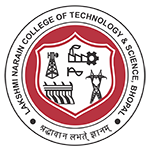 LAKSHMI NARAIN COLLEGE OF TECHNOLOGY & SCIENCE, BHOPAL
• श्रद्धावान लभते ज्ञानम् •